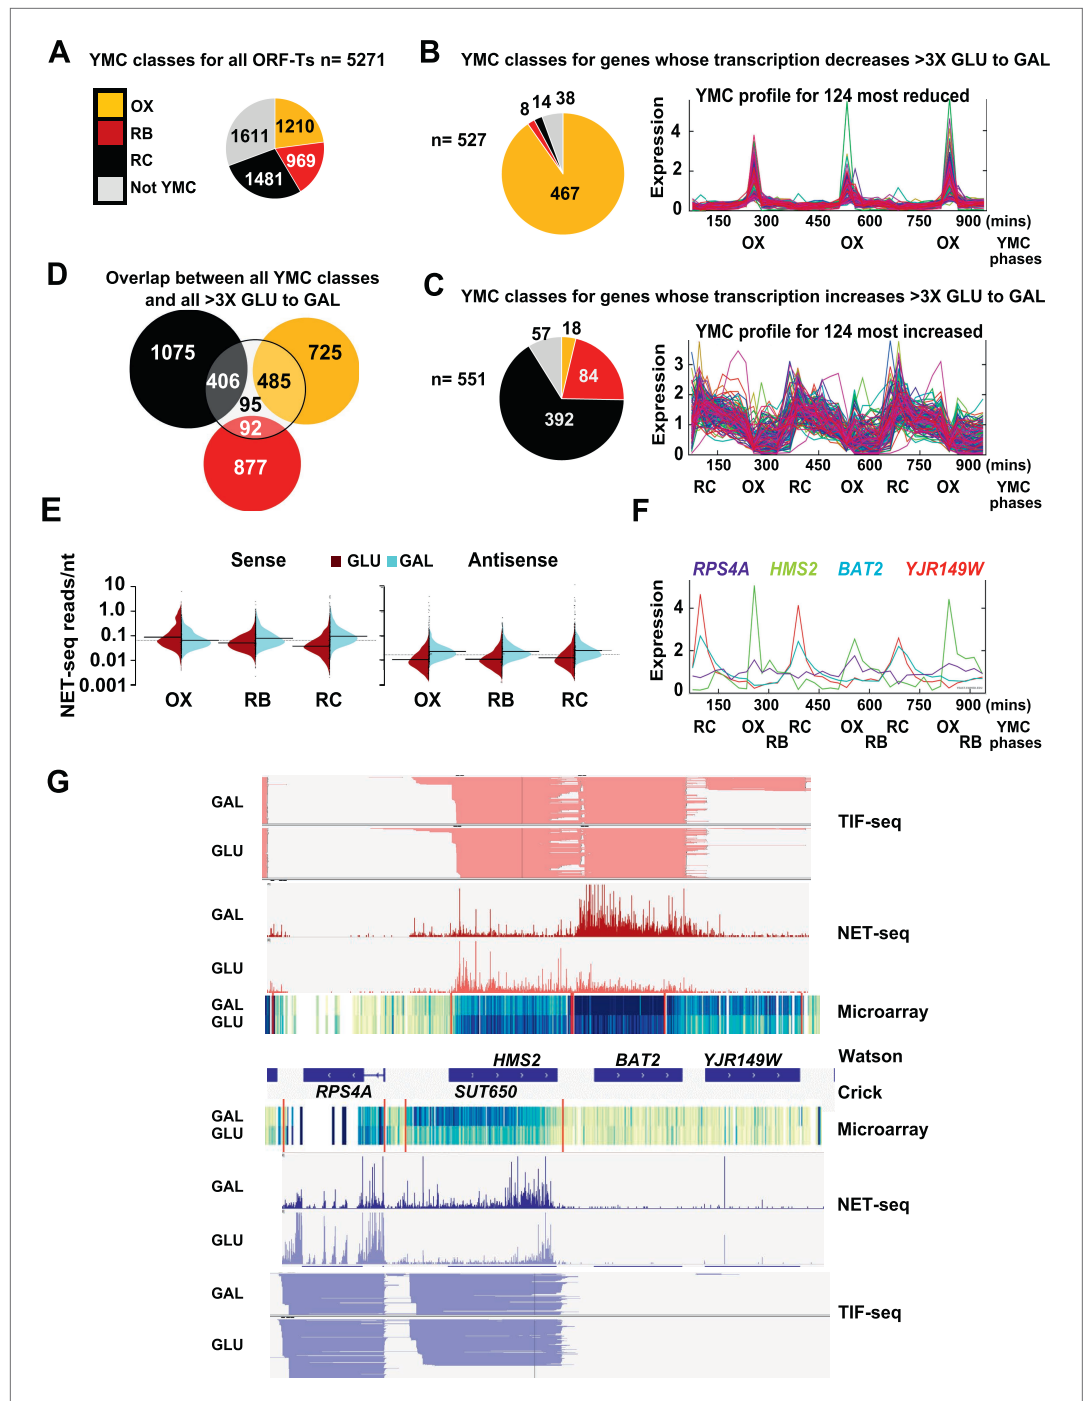 A
YMC classes for all ORF-Ts n= 5271
OX
RB
RC
Not YMC
1611
1210
969
1481
B
YMC classes for genes whose transcription decreases >3X GLU to GAL
n= 527
8
14
38
467
YMC profile for 124 most reduced
Expression
4
2
0
150
300
450
600
750
900
(mins)
OX
OX
OX
YMC
phases
D
Overlap between all YMC classes
and all >3X GLU to GAL
1075
725
406
485
95
92
877
C
YMC classes for genes whose transcription increases >3X GLU to GAL
n= 551
57
18
84
392
YMC profile for 124 most increased
Expression
3
2
1
0
150
300
450
600
750
900
(mins)
RC
OX
RC
OX
RC
OX
YMC
phases
E
Sense
GLU
GAL
Antisense
NET-seq reads/nt
10
1.0
0.1
0.01
0.001
OX
RB
RC
OX
RB
RC
F
RPS4A
HMS2
BAT2
YJR149W
Expression
4
2
0
150
300
450
600
750
900
(mins)
RC
OX
RC
OX
RC
OX
YMC
RB
RB
RB
phases
G
GAL
GLU
TIF-seq
GAL
GLU
NET-seq
GAL
GLU
Microarray
HMS2
BAT2
YJR149W
Watson
RPS4A
SUT650
Crick
GAL
GLU
Microarray
GAL
GLU
NET-seq
GAL
GLU
TIF-seq